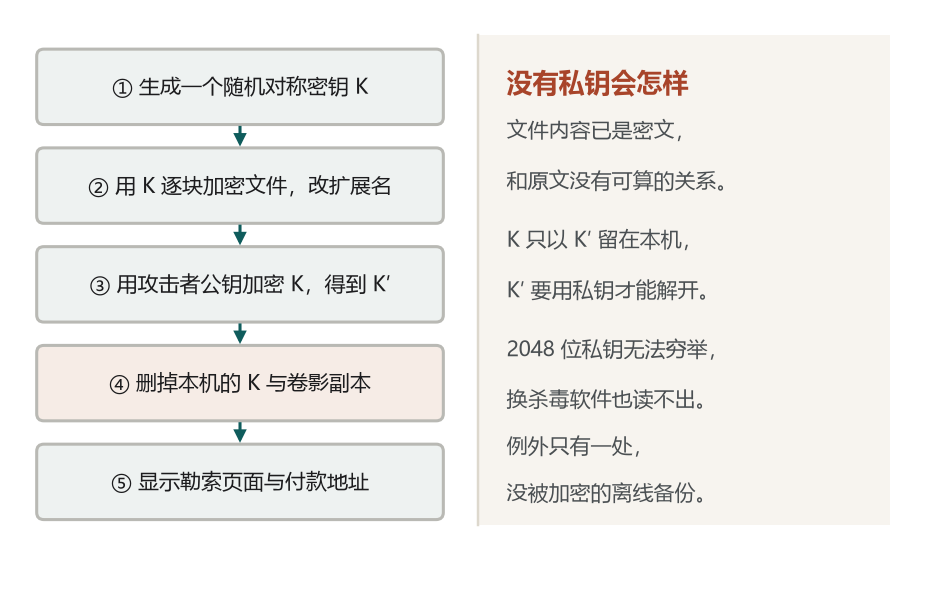 ① 生成一个随机对称密钥 K
② 用 K 逐块加密文件，改扩展名
③ 用攻击者公钥加密 K，得到 K′
④ 删掉本机的 K 与卷影副本
⑤ 显示勒索页面与付款地址
没有私钥会怎样
文件内容已是密文，
和原文没有可算的关系。
K 只以 K′ 留在本机，
K′ 要用私钥才能解开。
2048 位私钥无法穷举，
换杀毒软件也读不出。
例外只有一处，
没被加密的离线备份。